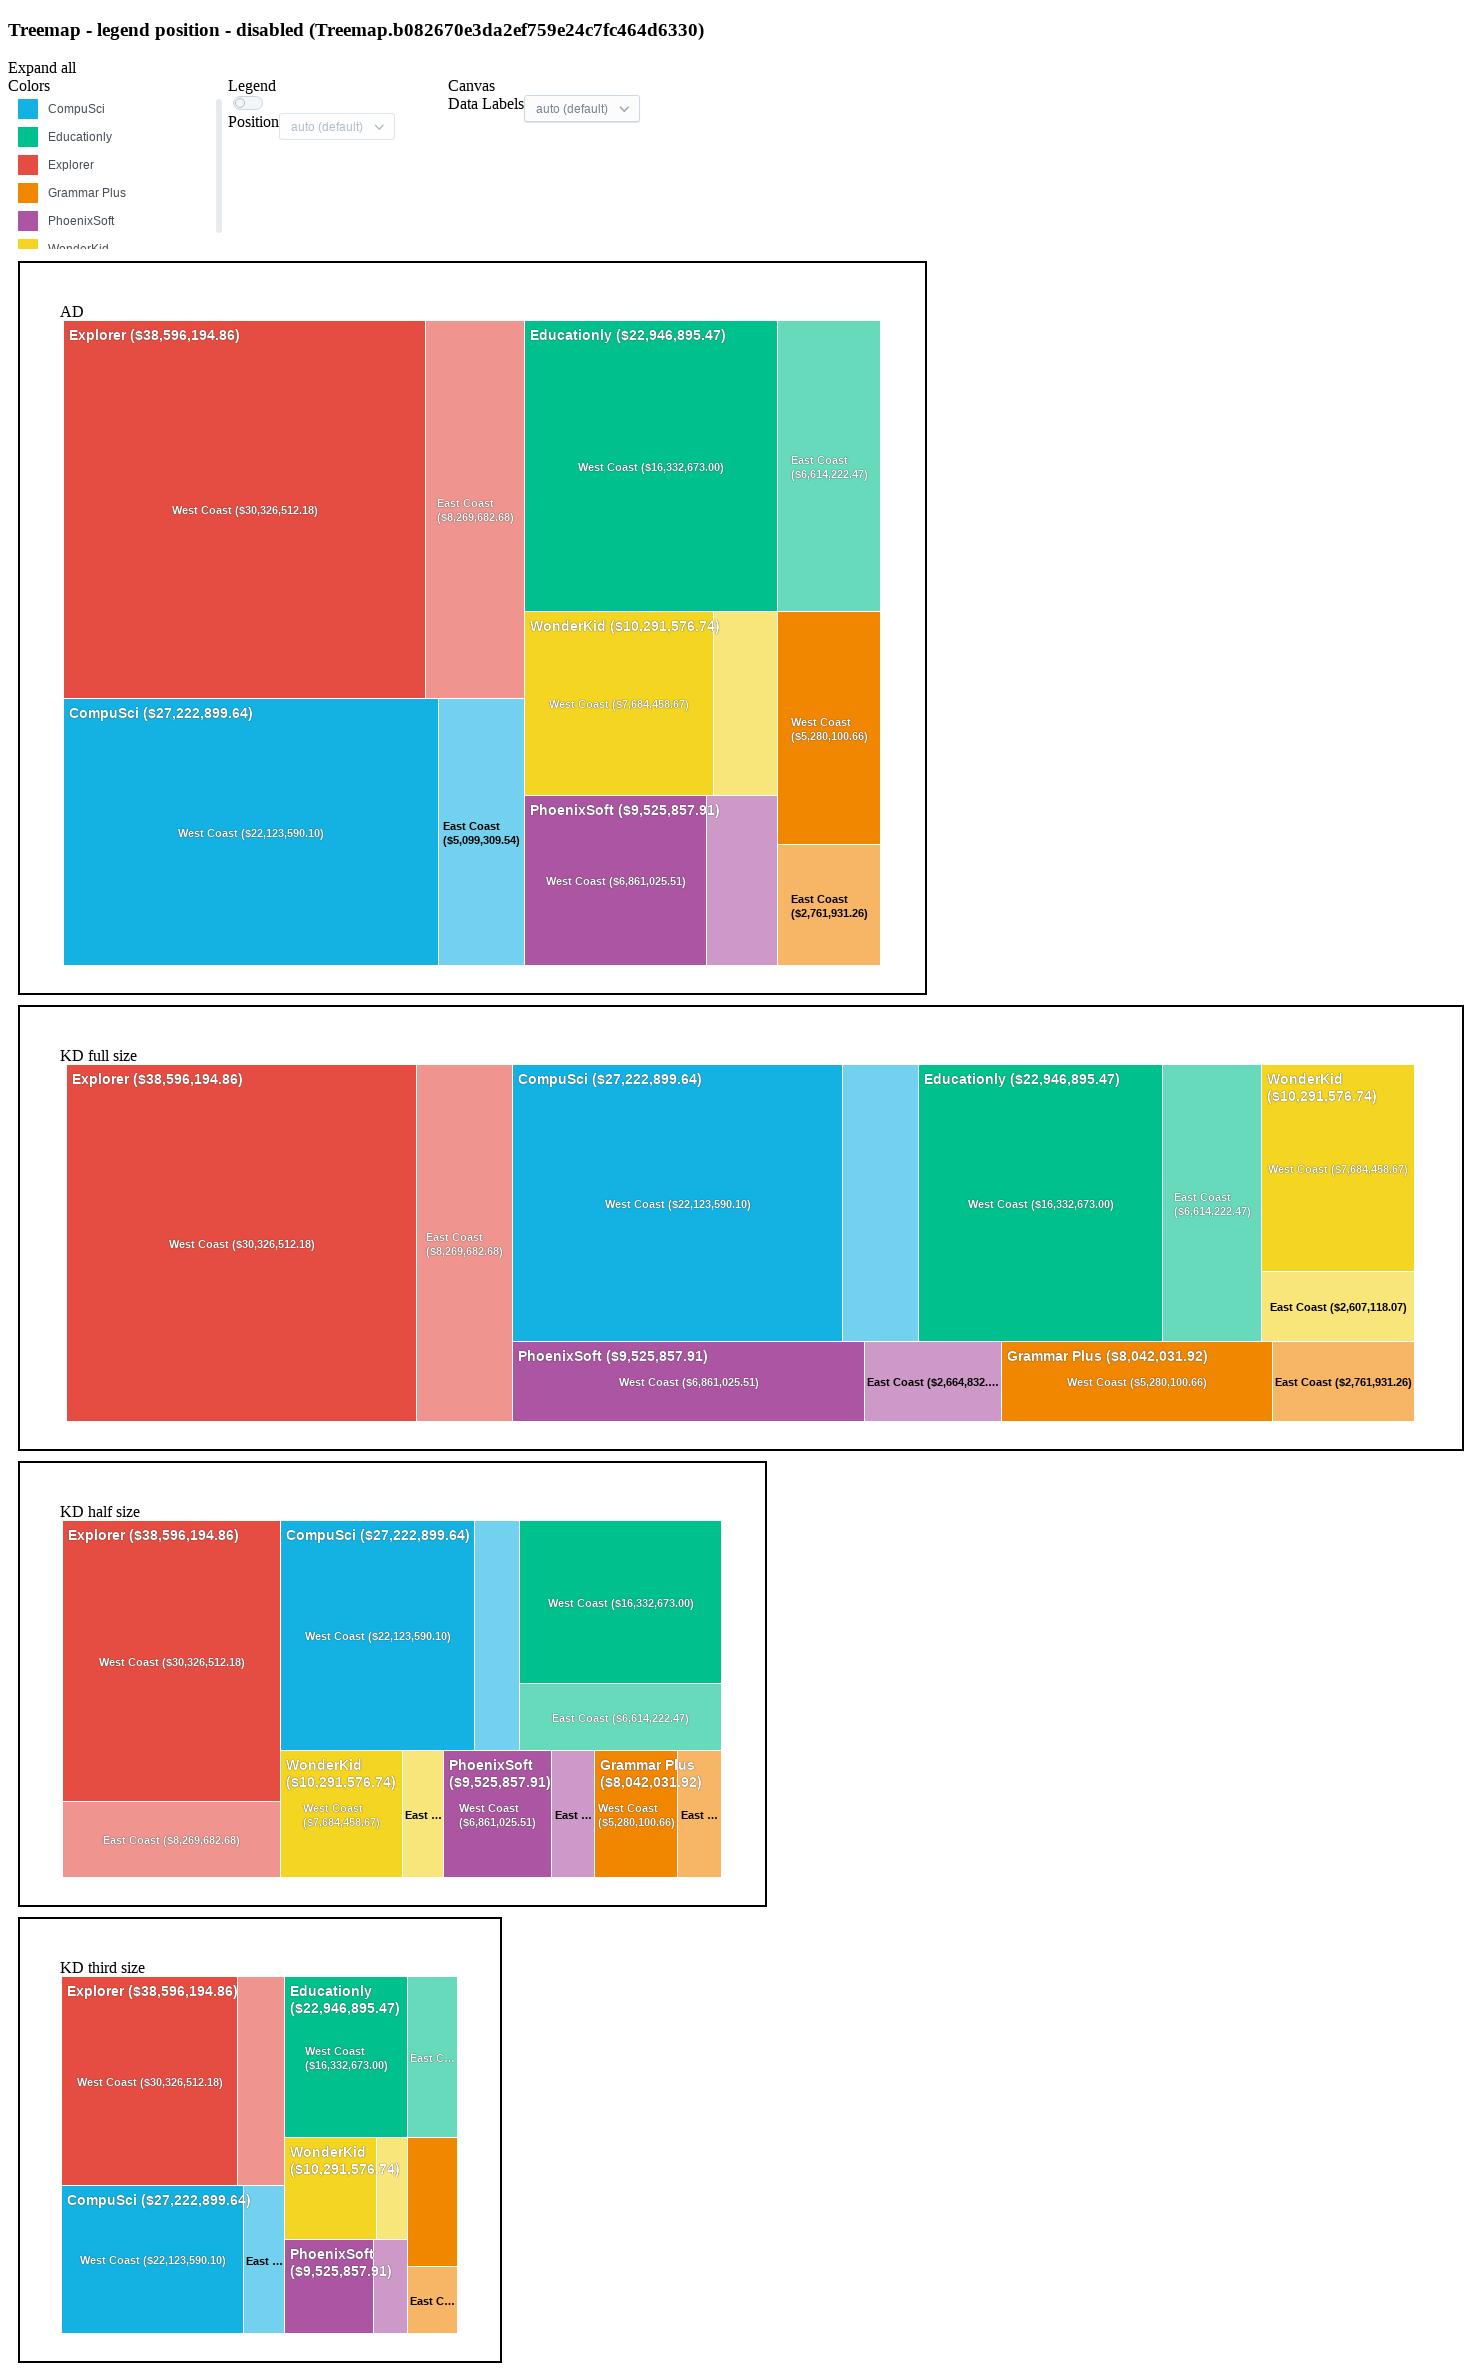 Treemap - legend position - disabled (Treemap.b082670e3da2ef759e24c7fc464d6330)
Expand all
Colors
CompuSci
Educationly
Explorer
Grammar Plus
PhoenixSoft
WonderKid
Legend
Position auto (default)
Canvas
Data Labels auto (default)
AD
Explorer ($38,596,194.86)
West Coast ($30,326,512.18)
East Coast
($8,269,682.68)
Educationly ($22,946,895.47)
West Coast ($16,332,673.00)
East Coast
($6,614,222.47)
WonderKid ($10,291,576.74)
West Coast ($7,684,458.67)
West Coast
($5,280,100.66)
CompuSci ($27,222,899.64)
West Coast ($22,123,590.10)
East Coast
($5,099,309.54)
PhoenixSoft ($9,525,857.91)
West Coast ($6,861,025.51)
East Coast
($2,761,931.26)
KD full size
Explorer ($38,596,194.86)
West Coast ($30,326,512.18)
East Coast
($8,269,682.68)
CompuSci ($27,222,899.64)
West Coast ($22,123,590.10)
Educationly ($22,946,895.47)
West Coast ($16,332,673.00)
East Coast
($6,614,222.47)
WonderKid
($10,291,576.74)
West Coast ($7,684,458.67)
East Coast ($2,607,118.07)
PhoenixSoft ($9,525,857.91)
West Coast ($6,861,025.51)
East Coast ($2,664,832.…
Grammar Plus ($8,042,031.92)
West Coast ($5,280,100.66)
East Coast ($2,761,931.26)
KD half size
Explorer ($38,596,194.86)
West Coast ($30,326,512.18)
East Coast ($8,269,682.68)
CompuSci ($27,222,899.64)
West Coast ($22,123,590.10)
West Coast ($16,332,673.00)
East Coast ($6,614,222.47)
WonderKid
($10,291,576.74)
West Coast
($7,684,458.67)
East …
PhoenixSoft
($9,525,857.91)
West Coast
($6,861,025.51)
East …
Grammar Plus
($8,042,031.92)
West Coast
($5,280,100.66)
East …
KD third size
Explorer ($38,596,194.86)
West Coast ($30,326,512.18)
Educationly
($22,946,895.47)
West Coast
($16,332,673.00)
East C…
WonderKid
($10,291,576.74)
CompuSci ($27,222,899.64)
West Coast ($22,123,590.10)
East …
PhoenixSoft
($9,525,857.91)
East C…